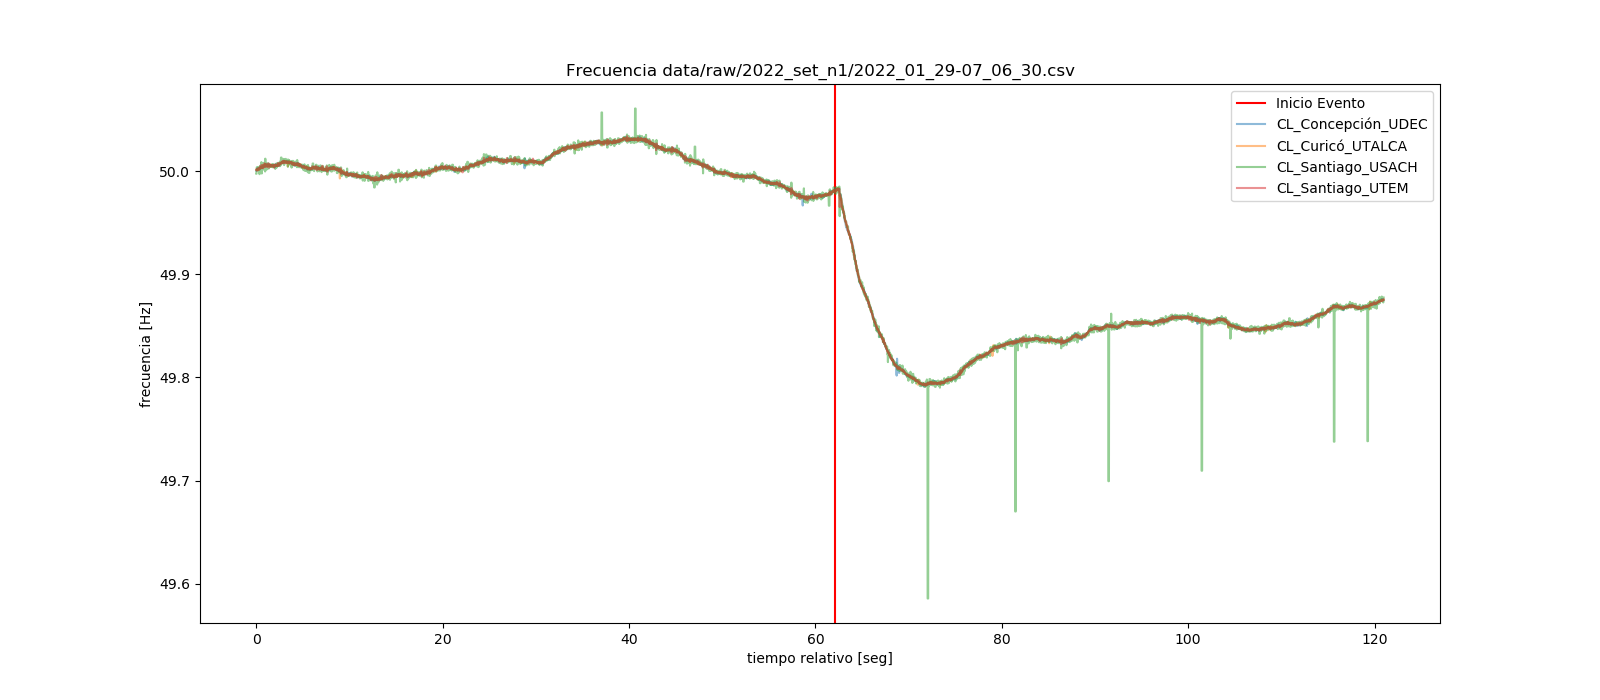 Frecuencia data/raw/2022_set_n1/2022_01_29-07_06_30.csv
Inicio Evento
CL_Concepción_UDEC
CL_Curicó_UTALCA
CL_Santiago_USACH
CL_Santiago_UTEM
frecuencia [Hz]
50.0
49.9
49.8
49.7
49.6
0 20 40 60 80 100 120
tiempo relativo [seg]